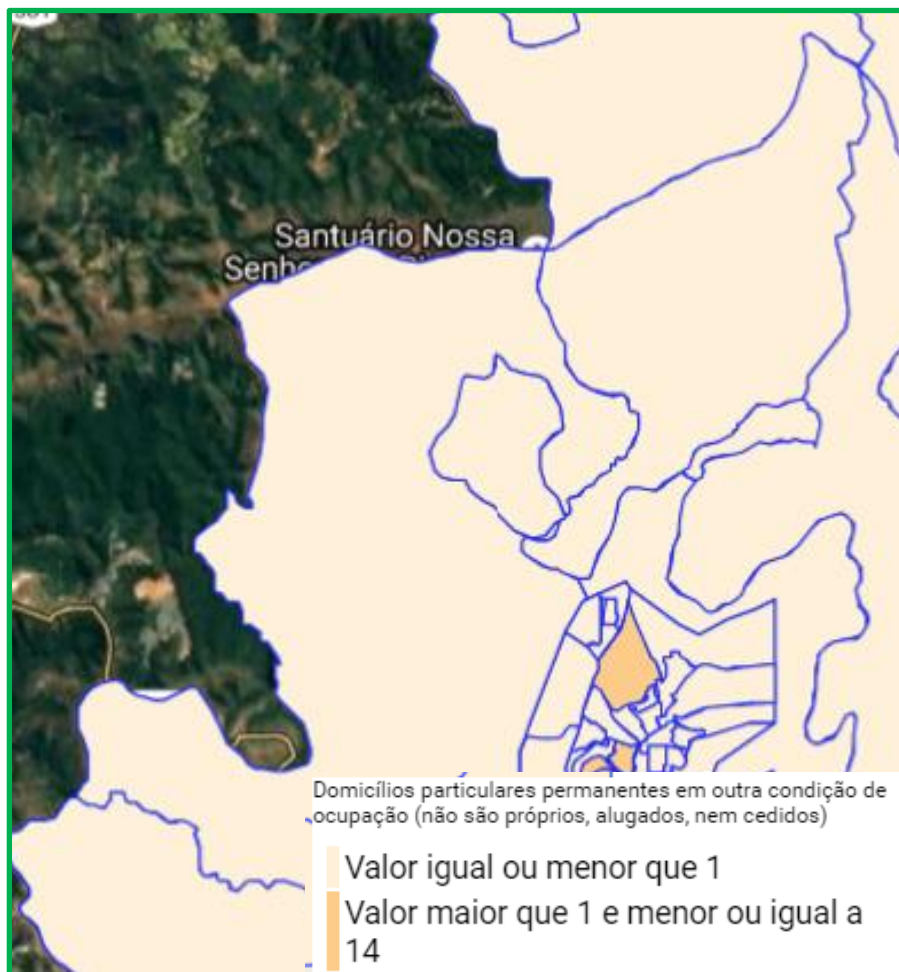 Santuário Nossa
Domicílios particulares permanentes em outra condição de
ocupação (não são próprios, alugados, nem cedidos)
Valor igual ou menor que 1
Valor maior que 1 e menor ou igual a
14